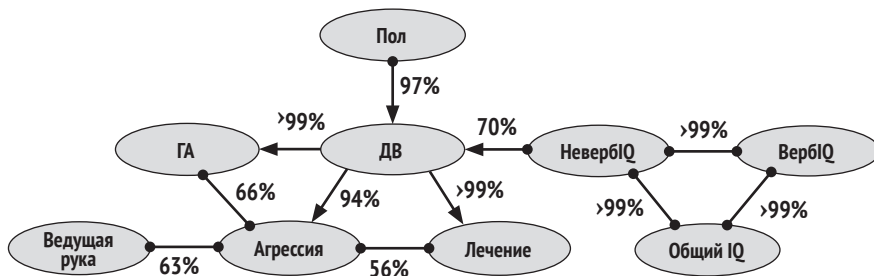 Пол
97%
›99%
70%
›99%
ГА
ДВ
НевербIQ
ВербIQ
66%
94%
›99%
›99%
›99%
Ведущая
рука
Агрессия
Лечение
Общий IQ
63%
56%